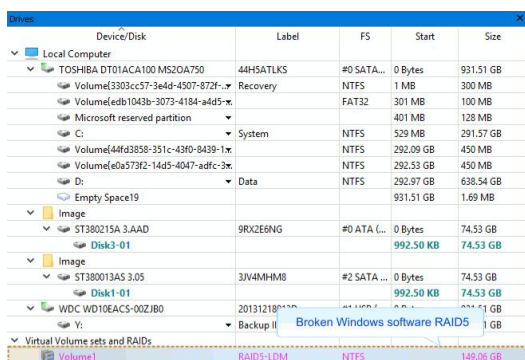 Drives
Device/Disk Label FS Start Size
Local Computer
TOSHIBA DT01ACA100 MS2OA750 44H5ATLKS #0 SATA... 0 Bytes 931.51 GB
Volume{3303cc57-3e4d-4507-872f-... Recovery NTFS 1 MB 300 MB
Volume{edb1043b-3073-4184-a4d5-... FAT32 301 MB 100 MB
Microsoft reserved partition 401 MB 128 MB
C: System NTFS 529 MB 291.57 GB
Volume{44fd3858-351c-43f0-8439-1... NTFS 292.09 GB 450 MB
Volume{e0a573f2-14d5-4047-adfc-3... NTFS 292.53 GB 450 MB
D: Data NTFS 292.97 GB 638.54 GB
Empty Space19 931.51 GB 1.69 MB
Image
ST380215A 3.AAD 9RX2E6NG #0 ATA (... 0 Bytes 74.53 GB
Disk3-01 992.50 KB 74.53 GB
Image
ST380013AS 3.05 3JV4MHM8 #2 SATA ... 0 Bytes 74.53 GB
Disk1-01 992.50 KB 74.53 GB
WDC WD10EACS-00ZJB0
Y: Backup
Broken Windows software RAID5
Virtual Volume sets and RAIDs
Volume1 RAID5-LDM NTFS 149.06 GB